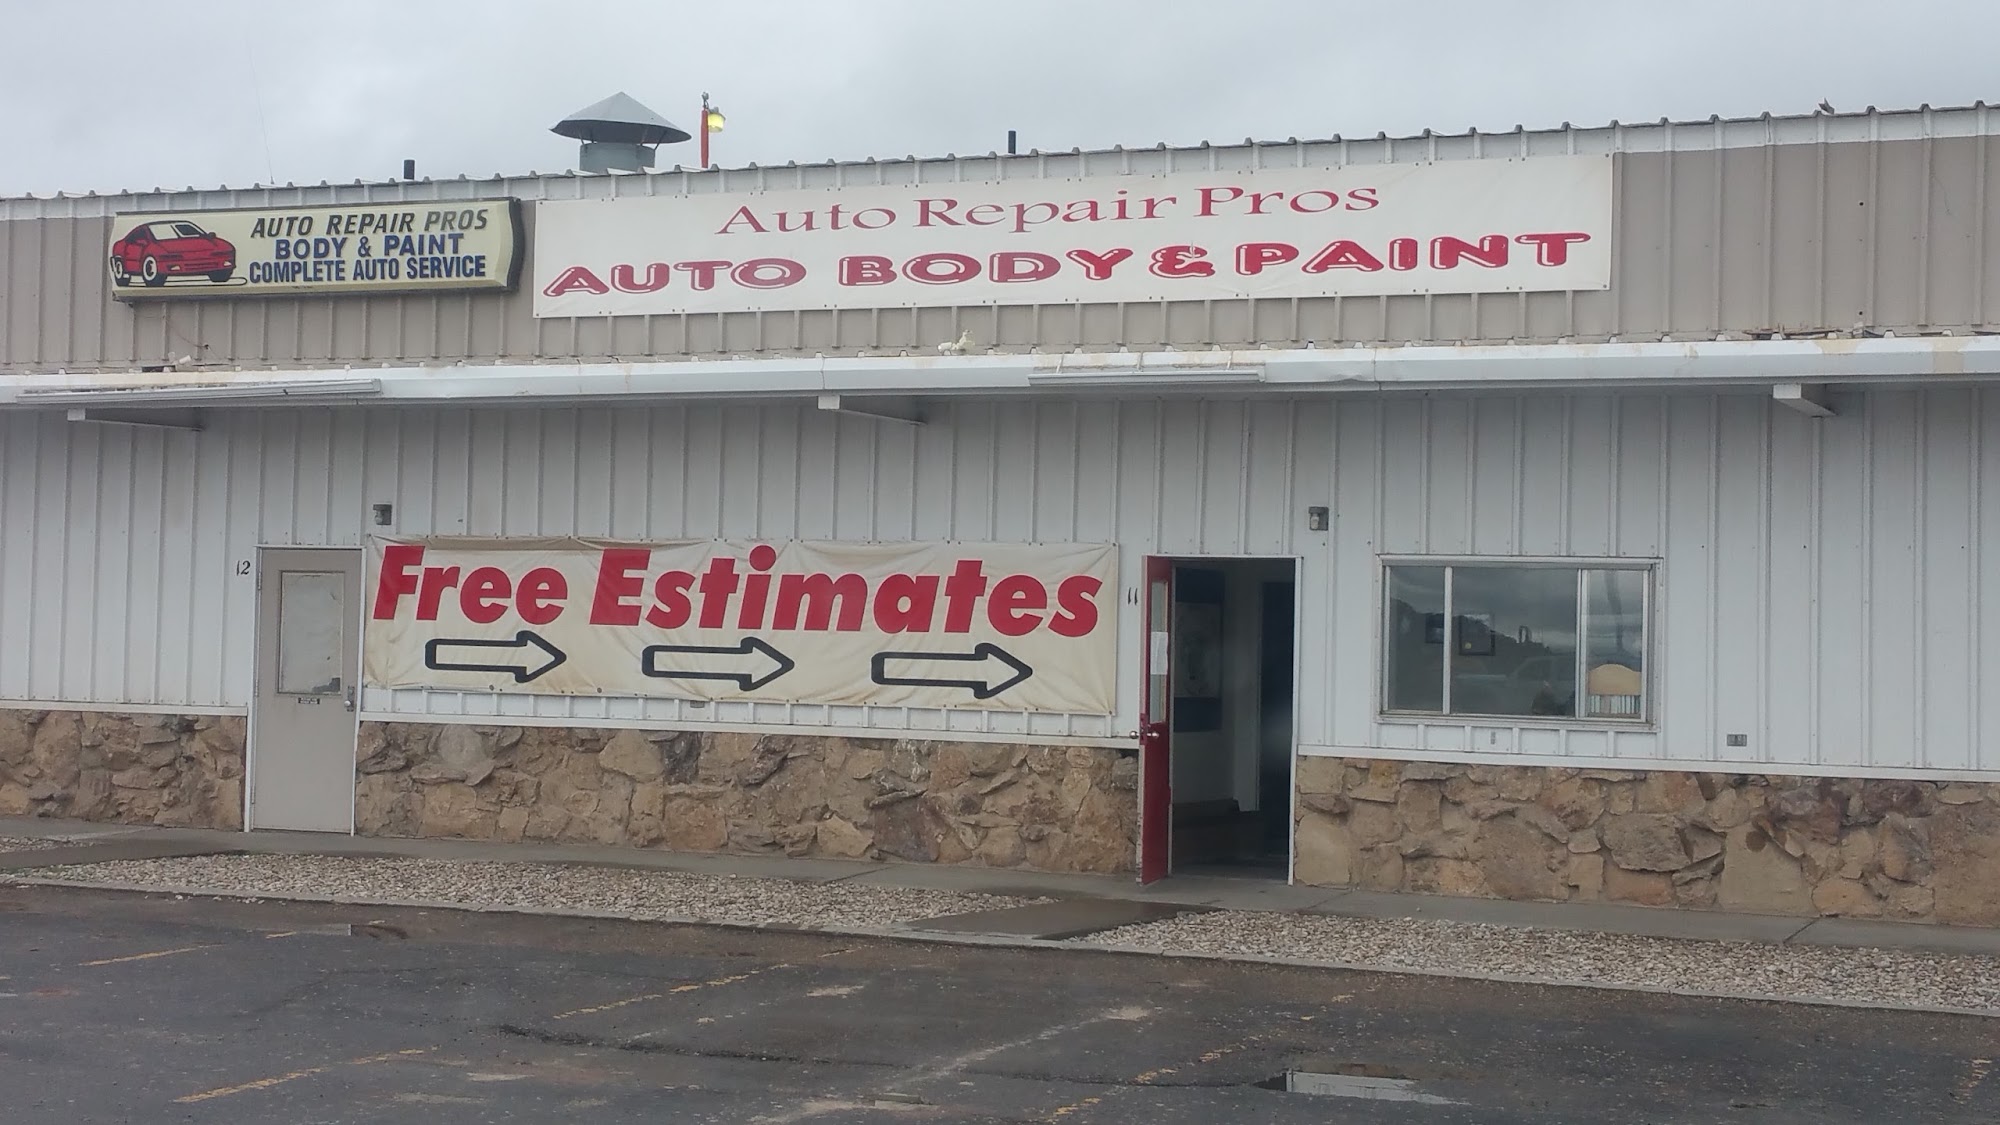 AUTO REPAIR PROS
BODY & PAINT
COMPLETE AUTO SERVICE
Auto Repair Pros
AUTO BODY & PAINT
12
Free Estimates
11